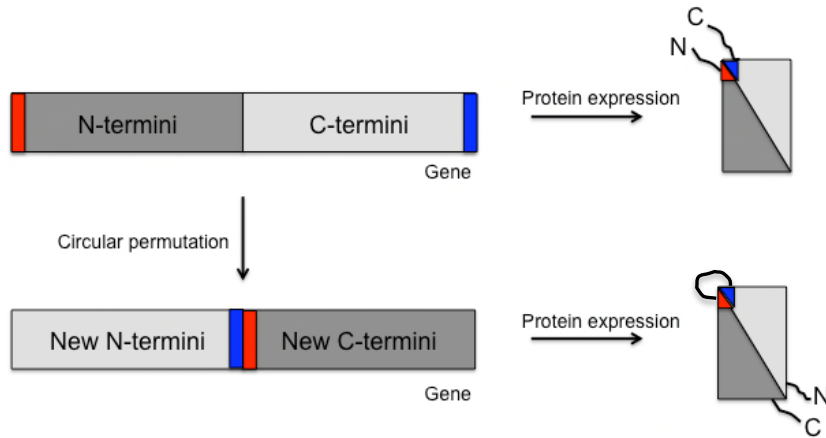 C
N
N-termini
C-termini
Protein expression
Gene
Circular permutation
New N-termini
New C-termini
Protein expression
Gene
N
C